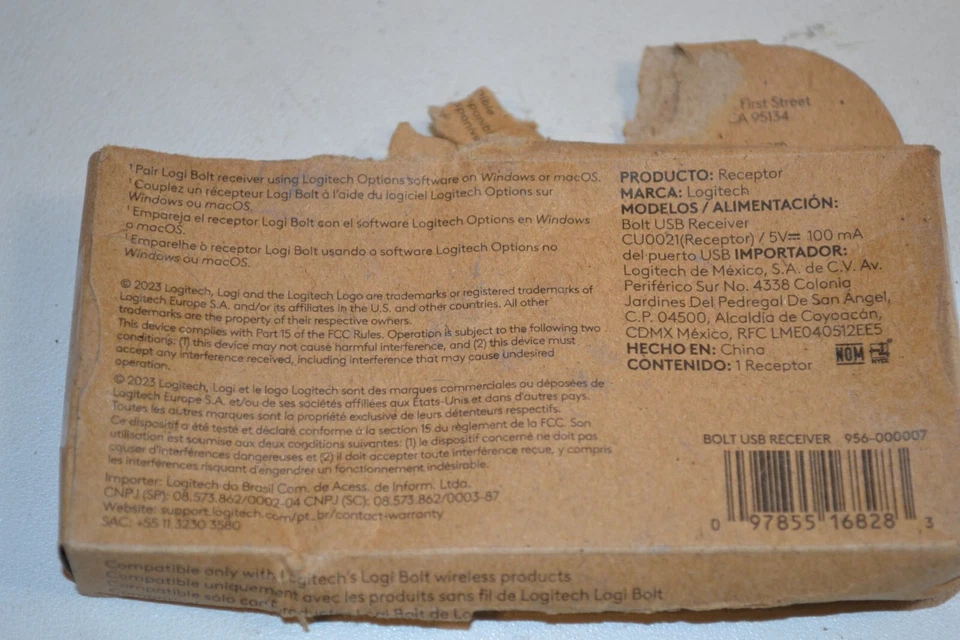 First Street
CA 95134
¹Pair Logi Bolt receiver using Logitech Options software on Windows or macOS.
¹Couplez un récepteur Logi Bolt à l'aide du logiciel Logitech Options sur
Windows ou macOS.
¹Empareja el receptor Logi Bolt con el software Logitech Options en Windows
o macOS.
¹Emparelhe o receptor Logi Bolt usando o software Logitech Options no
Windows ou macOS.
© 2023 Logitech, Logi and the Logitech Logo are trademarks or registered trademarks of
Logitech Europe S.A. and/or its affiliates in the U.S. and other countries. All other
trademarks are the property of their respective owners.
This device complies with Part 15 of the FCC Rules. Operation is subject to the following two
conditions: (1) this device may not cause harmful interference, and (2) this device must
accept any interference received, including interference that may cause undesired
operation.
© 2023 Logitech, Logi et le logo Logitech sont des marques commerciales ou déposées de
Logitech Europe S.A. et/ou de ses sociétés affiliées aux États-Unis et dans d'autres pays.
Toutes les autres marques sont la propriété exclusive de leurs détenteurs respectifs.
Ce dispositif a été testé et déclaré conforme à la section 15 du règlement de la FCC. Son
utilisation est soumise aux deux conditions suivantes: (1) le dispositif concerné ne doit pas
causer d'interférences dangereuses et (2) il doit accepter toute interférence reçue, y compris
les interférences risquant d'engendrer un fonctionnement indésirable.
Importer: Logitech do Brasil Com. de Acess. de Inform. Ltda.
CNPJ (SP): 08.573.862/0002-04 CNPJ (SC): 08.573.862/0003-87
Website: support.logitech.com/pt_br/contact-warranty
SAC: +55 11 3230 3580
PRODUCTO: Receptor
MARCA: Logitech
MODELOS / ALIMENTACIÓN:
Bolt USB Receiver
CU0021(Receptor) / 5V⎓ 100 mA
del puerto USB IMPORTADOR:
Logitech de México, S.A. de C.V. Av.
Periférico Sur No. 4338 Colonia
Jardines Del Pedregal De San Ángel,
C.P. 04500, Alcaldía de Coyoacán,
CDMX México, RFC LME040512EE5
HECHO EN: China
CONTENIDO: 1 Receptor
NOM
BOLT USB RECEIVER 956-000007
0 97855 16828 3
Compatible only with Logitech's Logi Bolt wireless products
Compatible uniquement avec les produits sans fil de Logitech Logi Bolt
Compatible sólo con Logi Bolt de